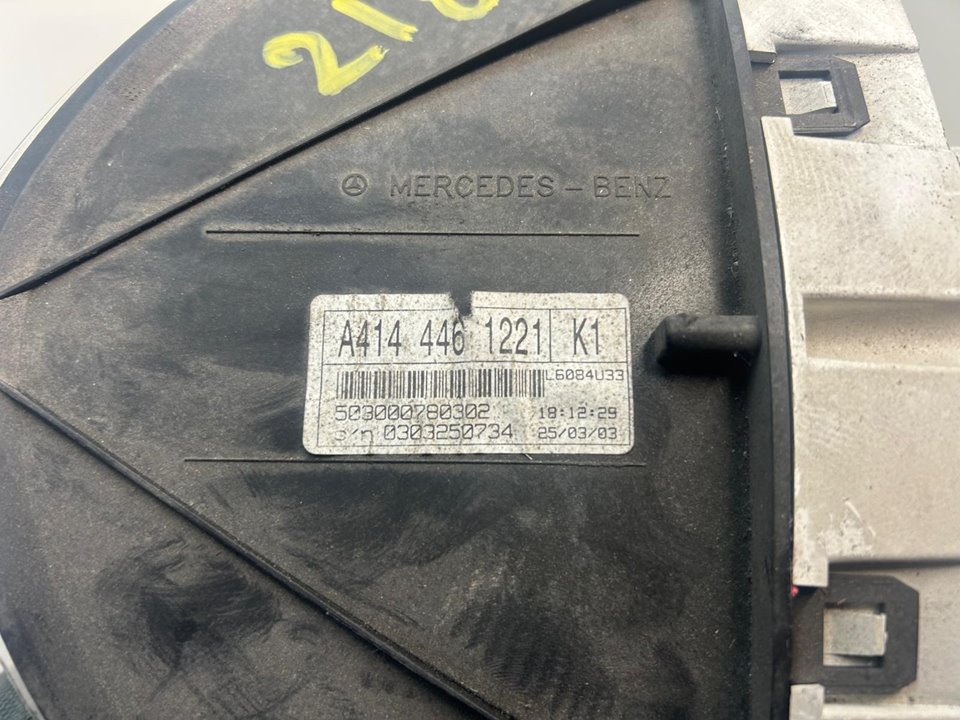 MERCEDES - BENZ
A414 446 1221 K1
L6084U33
503000780302 18:12:29
s/n 0303250734 25/03/03